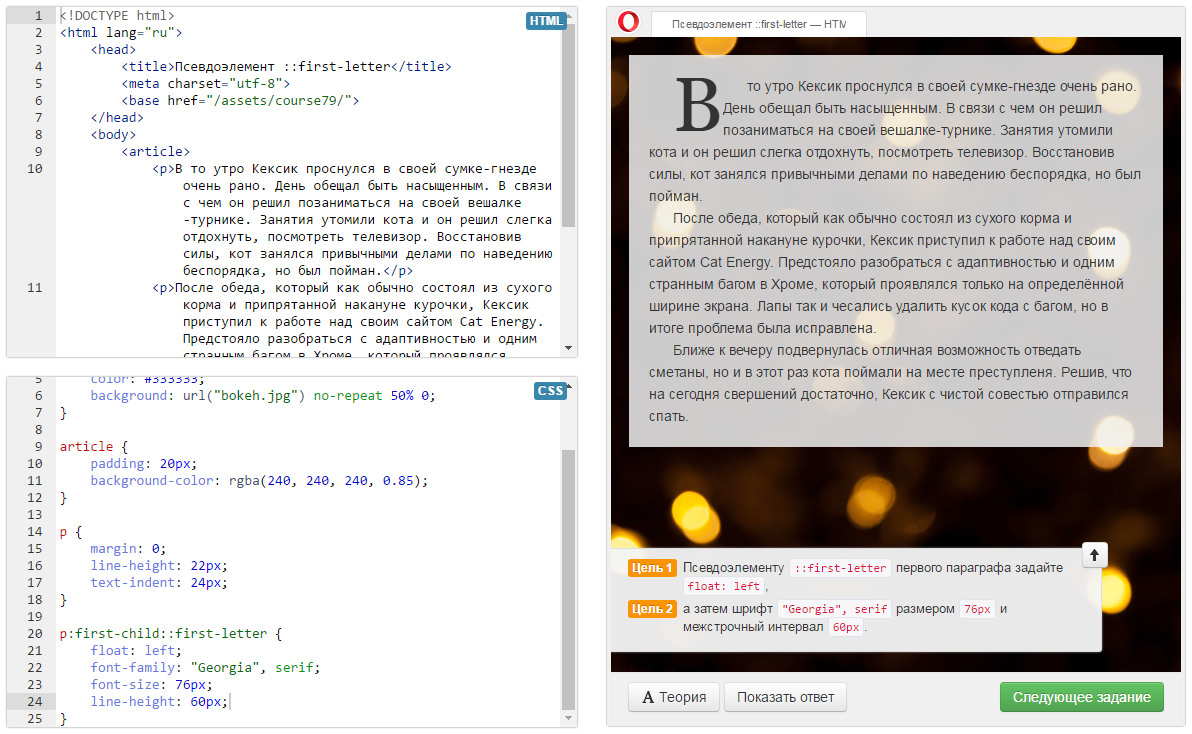 1 <!DOCTYPE html>
HTML
2 <html lang="ru">
3 <head>
4 <title>Псевдоэлемент ::first-letter</title>
5 <meta charset="utf-8">
6 <base href="/assets/course79/">
7 </head>
8 <body>
9 <article>
10 <p>В то утро Кексик проснулся в своей сумке-гнезде
очень рано. День обещал быть насыщенным. В связи
с чем он решил позаниматься на своей вешалке
-турнике. Занятия утомили кота и он решил слегка
отдохнуть, посмотреть телевизор. Восстановив
силы, кот занялся привычными делами по наведению
беспорядка, но был пойман.</p>
11 <p>После обеда, который как обычно состоял из сухого
корма и припрятанной накануне курочки, Кексик
приступил к работе над своим сайтом Cat Energy.
Предстояло разобраться с адаптивностью и одним
странным багом в Хроме, который проявлялся
5 color: #333333;
CSS
6 background: url("bokeh.jpg") no-repeat 50% 0;
7 }
8
9 article {
10 padding: 20px;
11 background-color: rgba(240, 240, 240, 0.85);
12 }
13
14 p {
15 margin: 0;
16 line-height: 22px;
17 text-indent: 24px;
18 }
19
20 p:first-child::first-letter {
21 float: left;
22 font-family: "Georgia", serif;
23 font-size: 76px;
24 line-height: 60px;
25 }
Псевдоэлемент ::first-letter — HTM
В то утро Кексик проснулся в своей сумке-гнезде очень рано.
День обещал быть насыщенным. В связи с чем он решил
позаниматься на своей вешалке-турнике. Занятия утомили
кота и он решил слегка отдохнуть, посмотреть телевизор. Восстановив
силы, кот занялся привычными делами по наведению беспорядка, но был
пойман.
После обеда, который как обычно состоял из сухого корма и
припрятанной накануне курочки, Кексик приступил к работе над своим
сайтом Cat Energy. Предстояло разобраться с адаптивностью и одним
странным багом в Хроме, который проявлялся только на определённой
ширине экрана. Лапы так и чесались удалить кусок кода с багом, но в
итоге проблема была исправлена.
Ближе к вечеру подвернулась отличная возможность отведать
сметаны, но и в этот раз кота поймали на месте преступленя. Решив, что
на сегодня свершений достаточно, Кексик с чистой совестью отправился
спать.
Цель 1 Псевдоэлементу ::first-letter первого параграфа задайте
float: left,
Цель 2 а затем шрифт "Georgia", serif размером 76px и
межстрочный интервал 60px.
A Теория
Показать ответ
Следующее задание